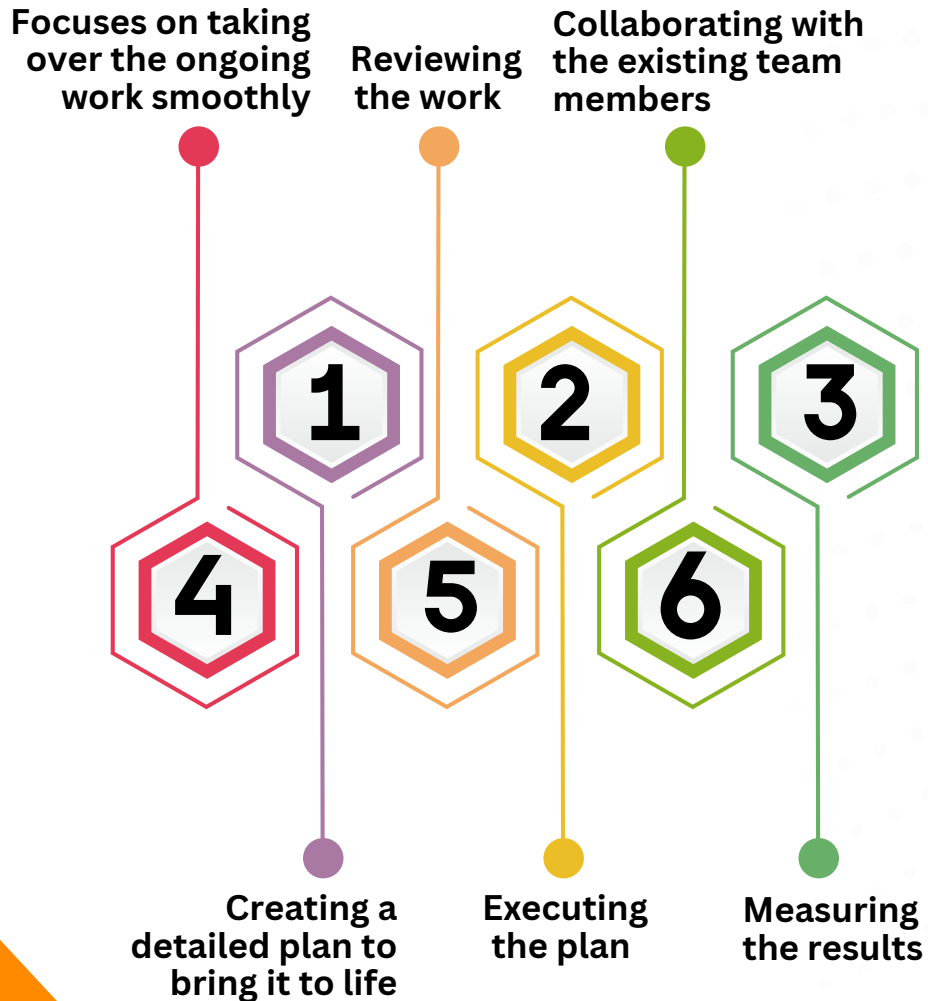 Focuses on taking
over the ongoing
work smoothly
Reviewing
the work
Collaborating with
the existing team
members
1
2
3
4
5
6
Creating a
detailed plan to
bring it to life
Executing
the plan
Measuring
the results